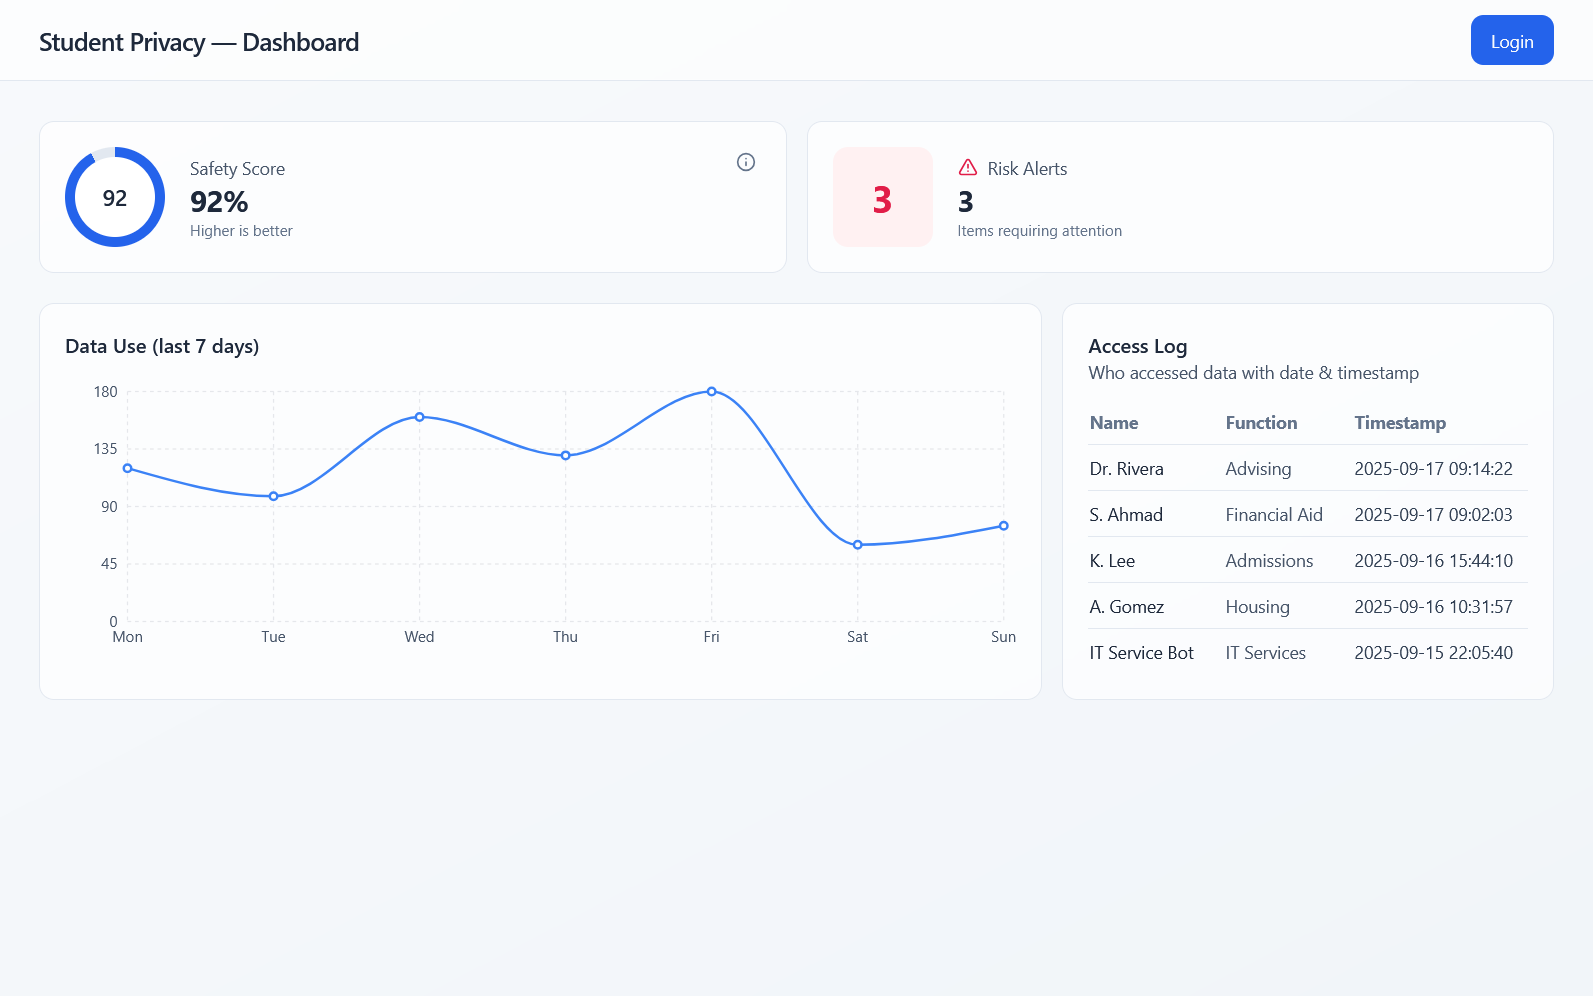 Student Privacy — Dashboard
Login
92
Safety Score
92%
Higher is better
3
Risk Alerts
3
Items requiring attention
Data Use (last 7 days)
180
135
90
45
0
Mon Tue Wed Thu Fri Sat Sun
Access Log
Who accessed data with date & timestamp
Name Function Timestamp
Dr. Rivera Advising 2025-09-17 09:14:22
S. Ahmad Financial Aid 2025-09-17 09:02:03
K. Lee Admissions 2025-09-16 15:44:10
A. Gomez Housing 2025-09-16 10:31:57
IT Service Bot IT Services 2025-09-15 22:05:40